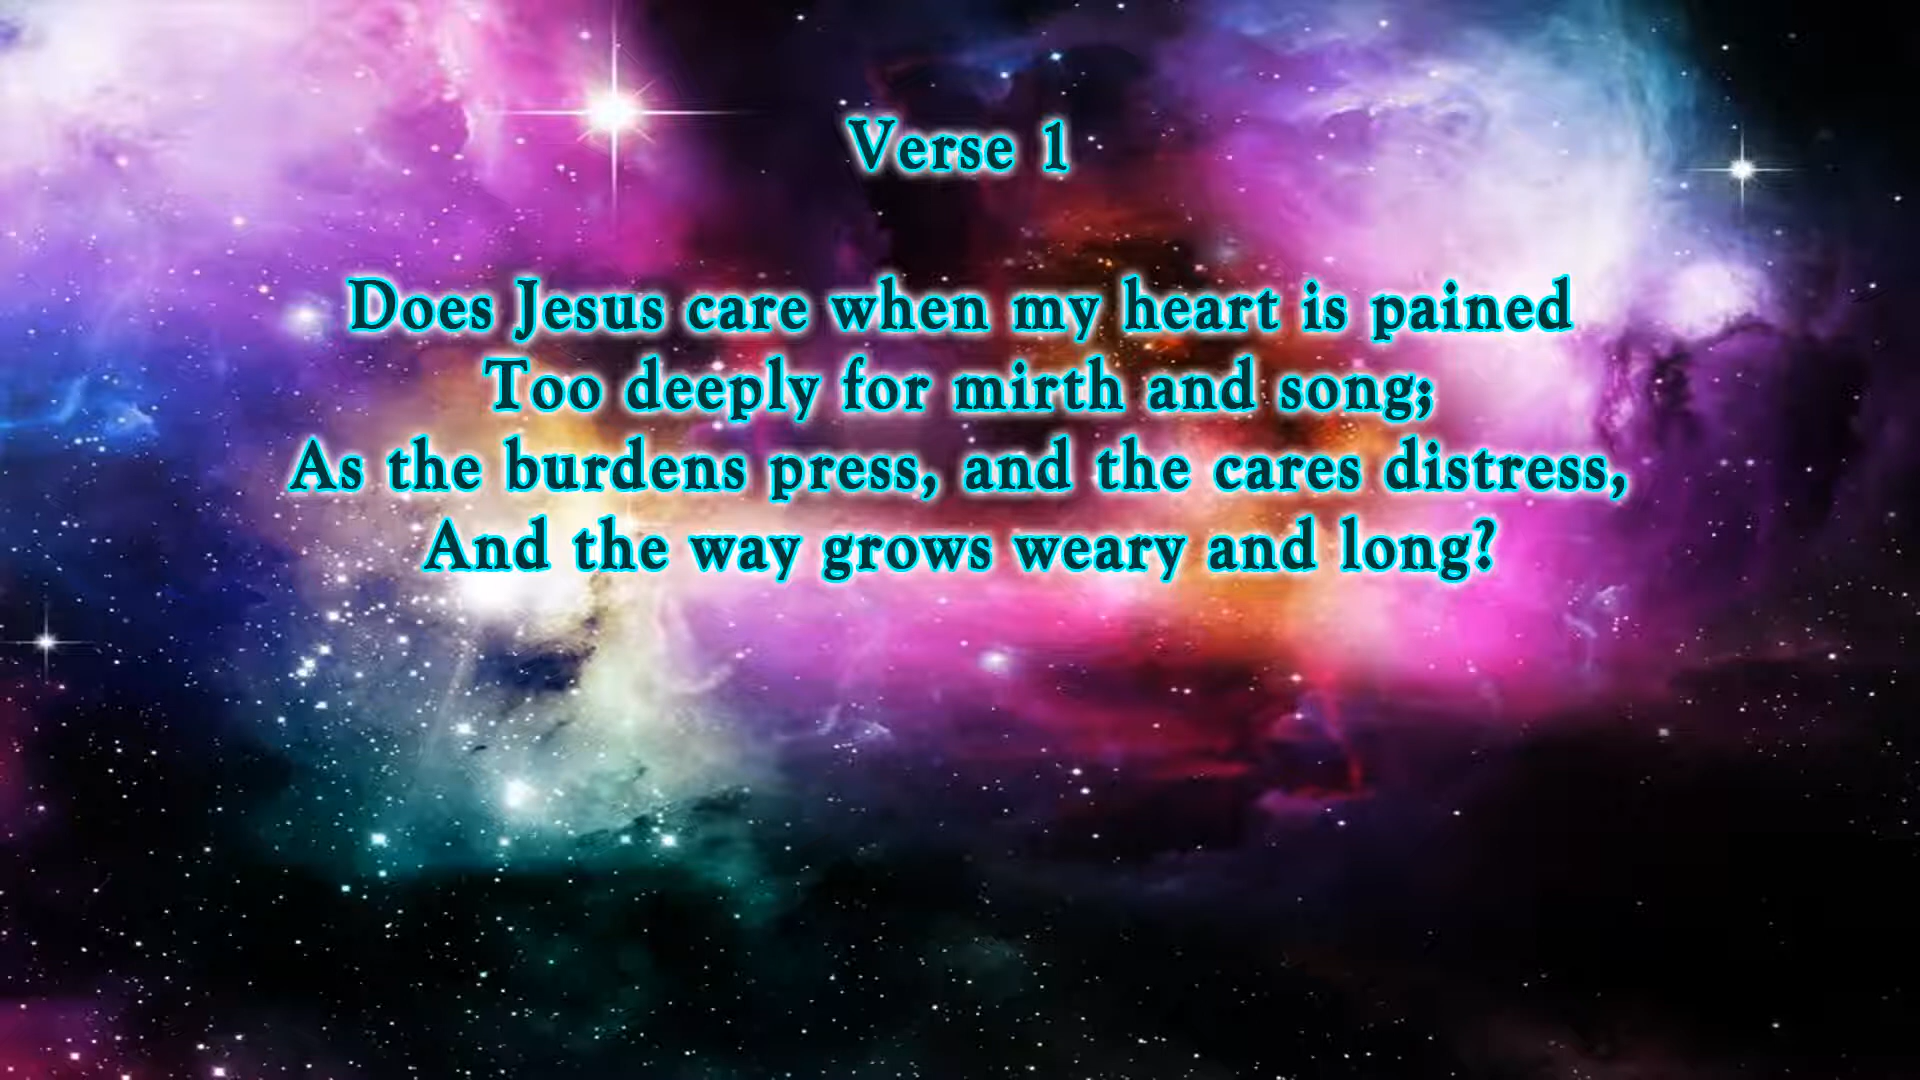 Verse 1
Does Jesus care when my heart is pained
Too deeply for mirth and song;
As the burdens press, and the cares distress,
And the way grows weary and long?